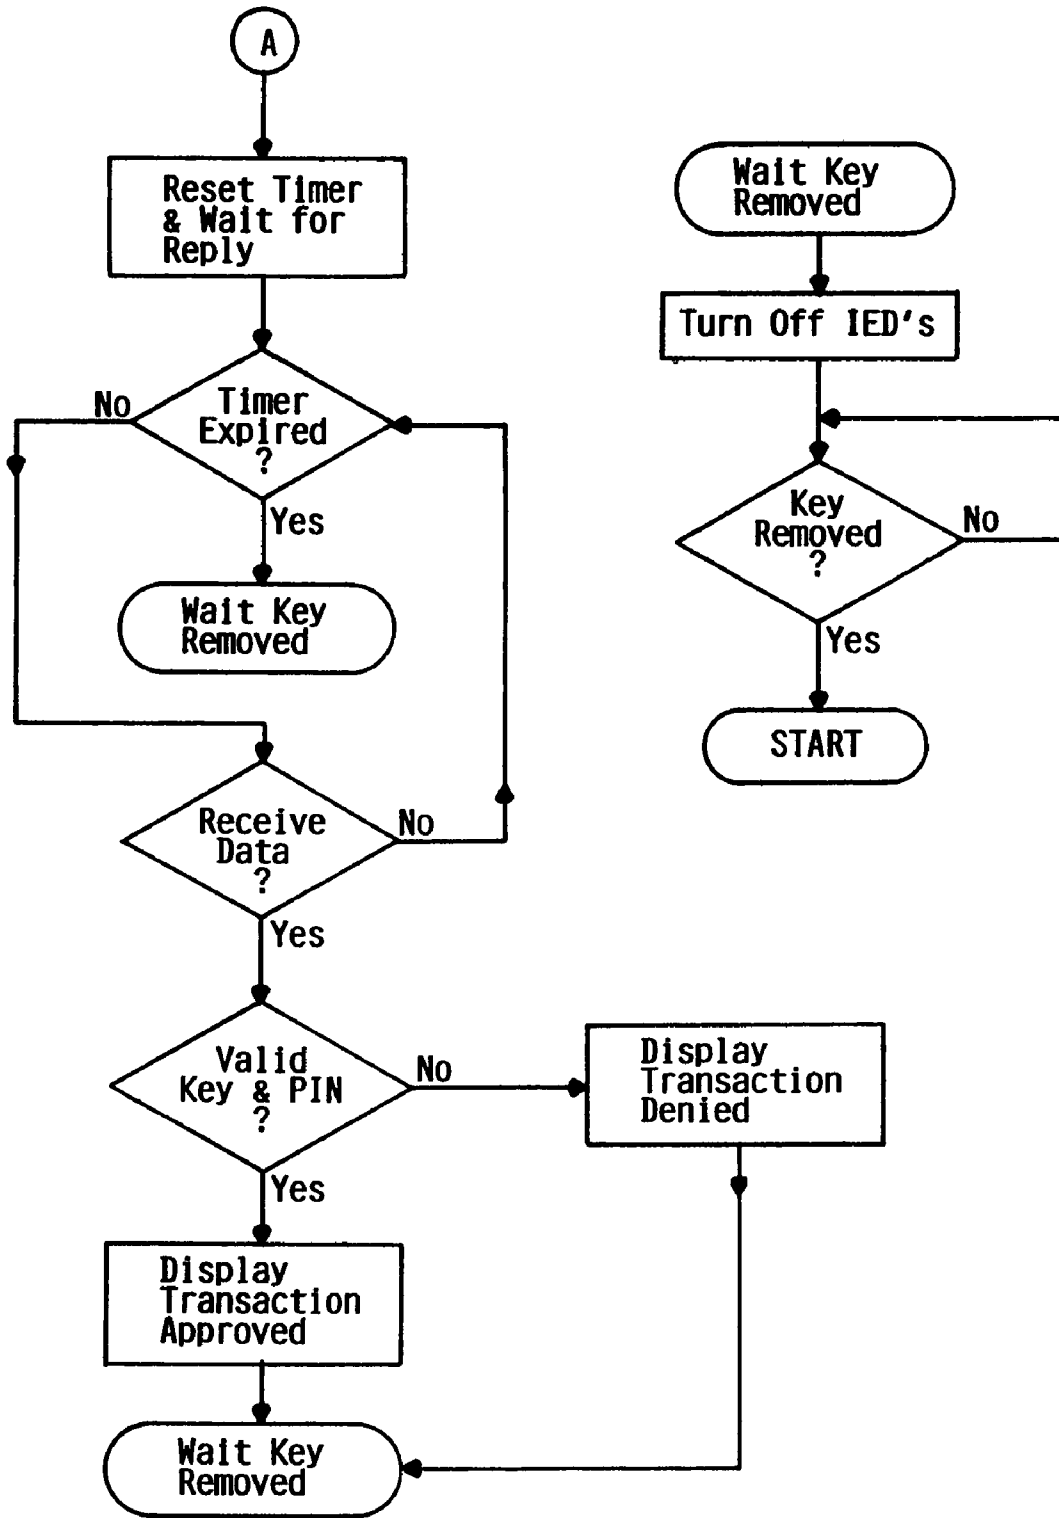 A
Reset Timer
& Wait for
Reply
Timer
Expired
?
No
Yes
Wait Key
Removed
Receive
Data
?
No
Yes
Valid
Key & PIN
?
No
Yes
Display
Transaction
Denied
Display
Transaction
Approved
Wait Key
Removed
Wait Key
Removed
Turn Off IED's
Key
Removed
?
No
Yes
START